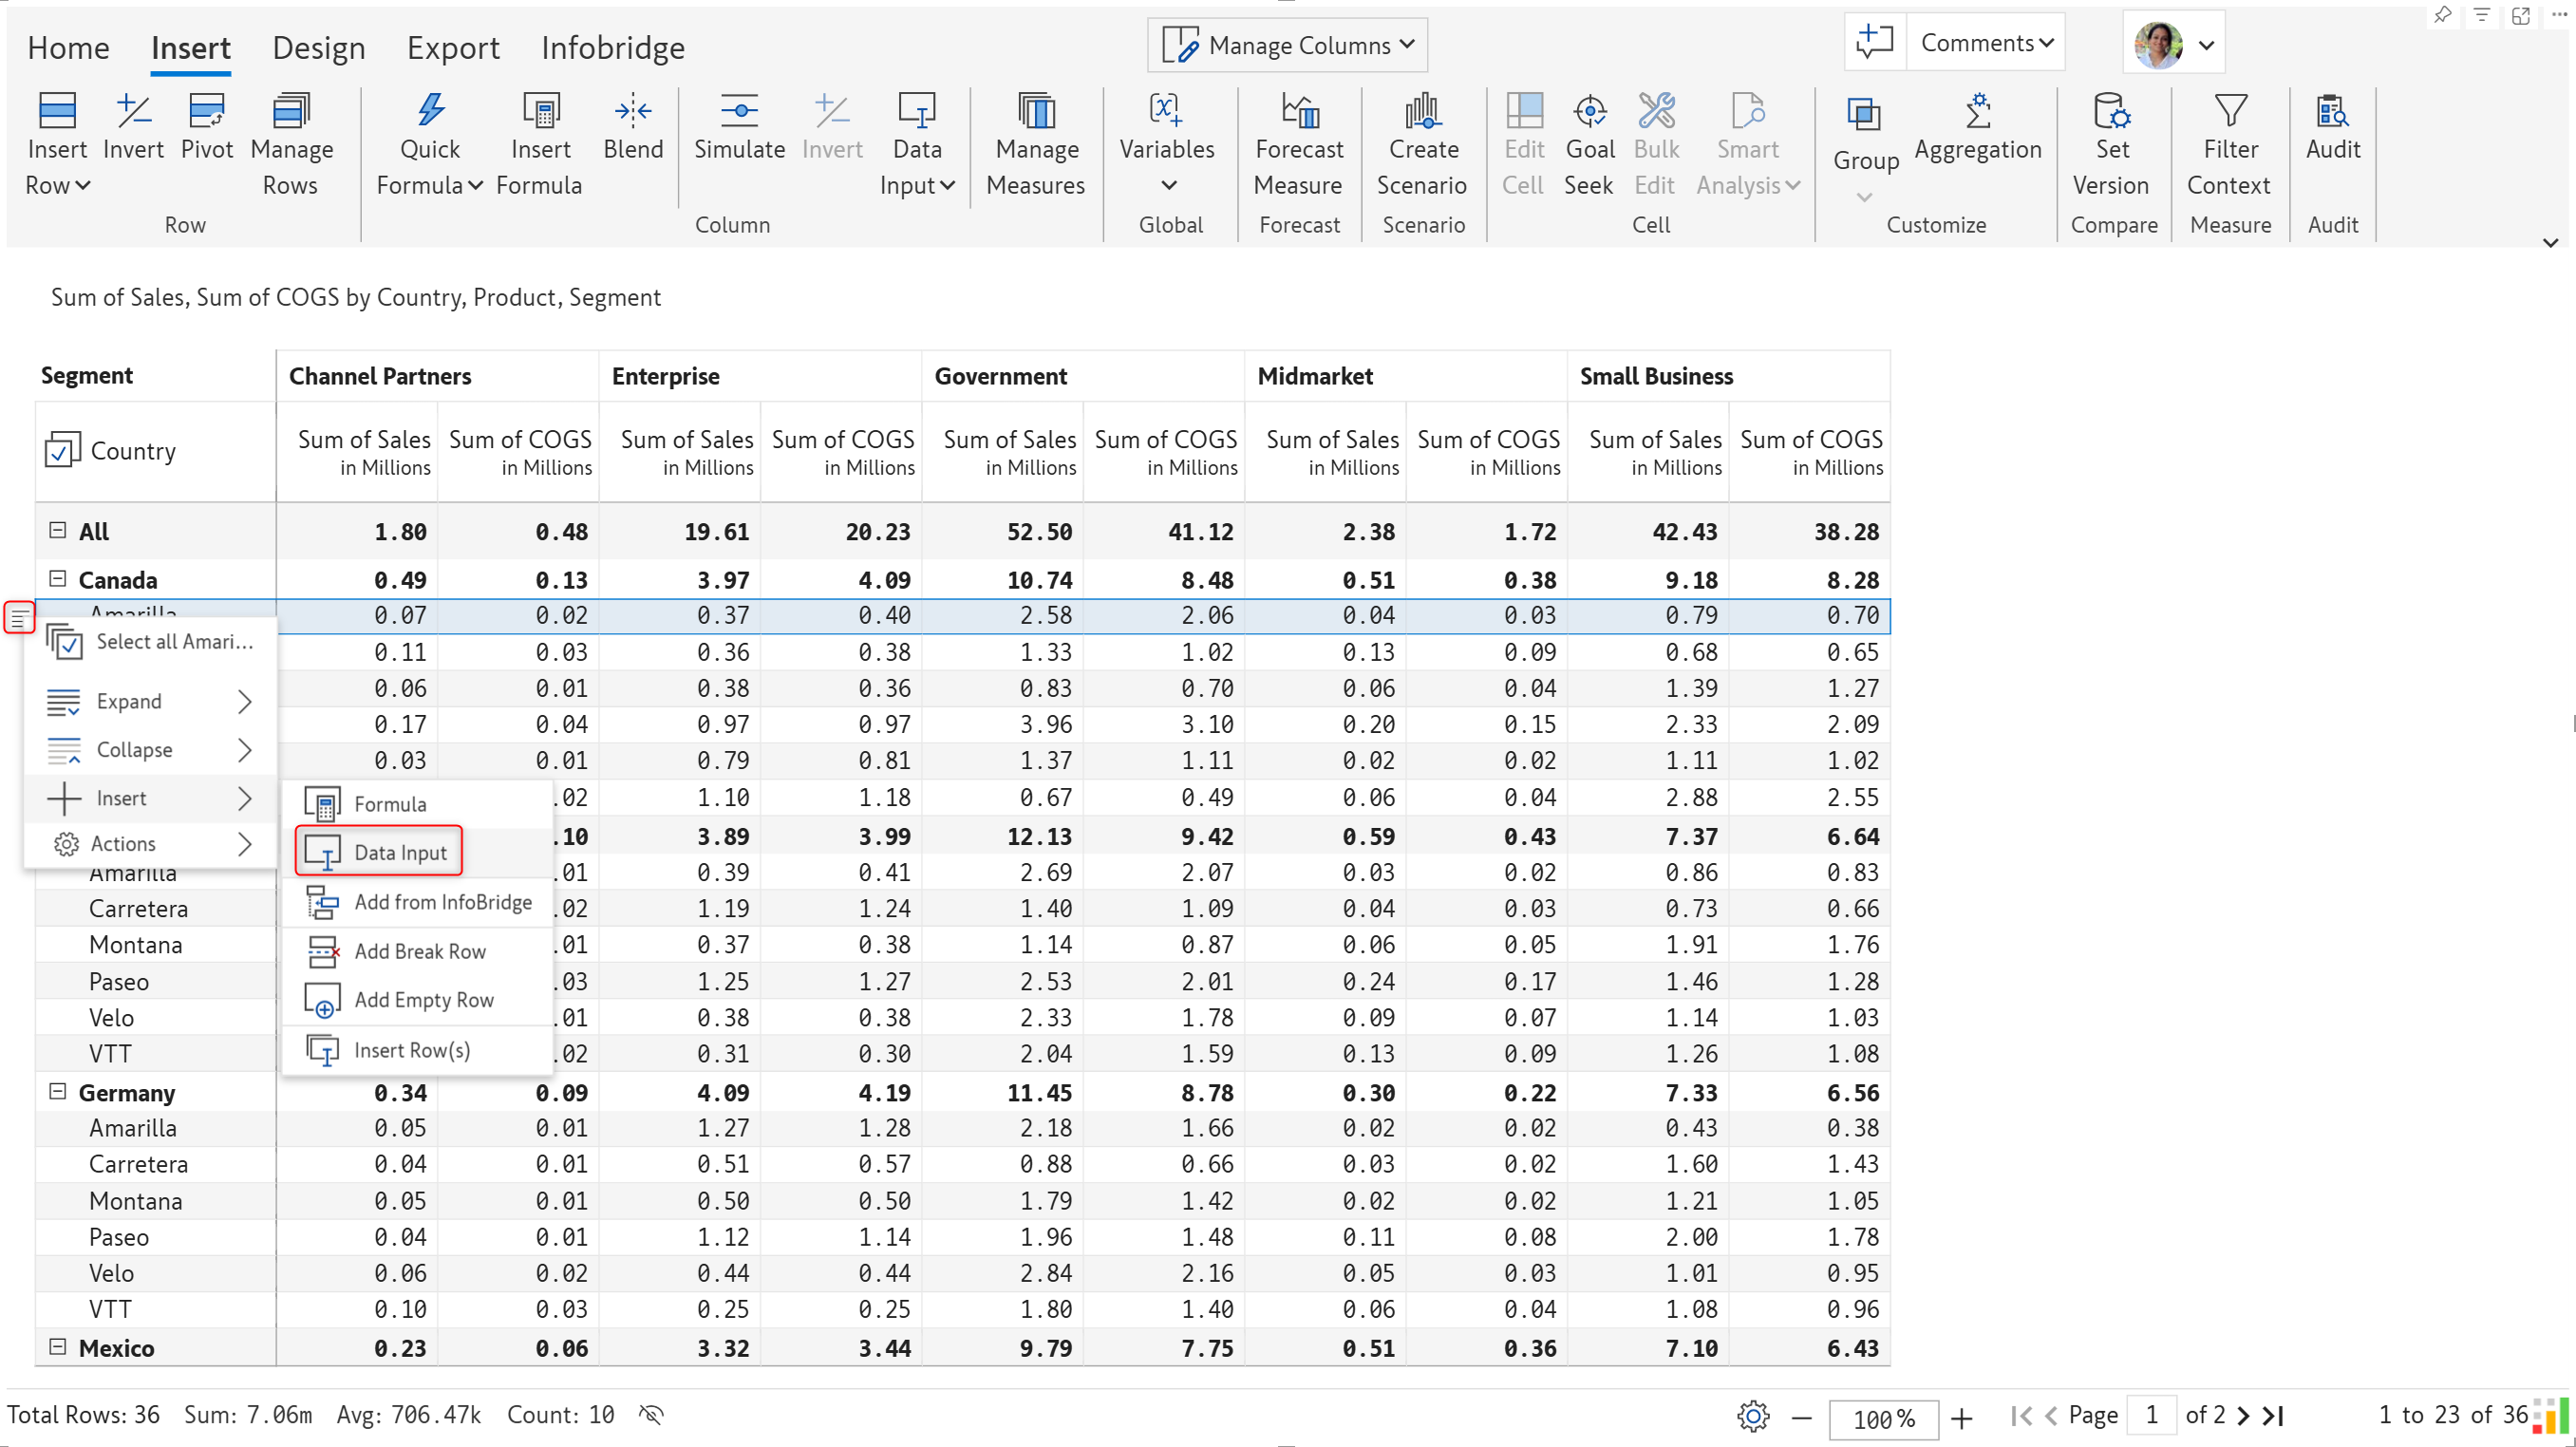 Home Insert Design Export Infobridge Manage Columns Comments
Insert Row Invert Pivot Manage Rows Quick Formula Insert Formula Blend Simulate Invert Data Input Manage Measures Variables Forecast Measure Create Scenario Edit Cell Goal Seek Bulk Edit Smart Analysis Group Aggregation Set Version Filter Context Audit
Row Column Global Forecast Scenario Cell Customize Compare Measure Audit
Sum of Sales, Sum of COGS by Country, Product, Segment
Segment Channel Partners Enterprise Government Midmarket Small Business
Country Sum of Sales Sum of COGS Sum of Sales Sum of COGS Sum of Sales Sum of COGS Sum of Sales Sum of COGS Sum of Sales Sum of COGS
in Millions in Millions in Millions in Millions in Millions in Millions in Millions in Millions in Millions in Millions
All 1.80 0.48 19.61 20.23 52.50 41.12 2.38 1.72 42.43 38.28
Canada 0.49 0.13 3.97 4.09 10.74 8.48 0.51 0.38 9.18 8.28
Amarilla 0.07 0.02 0.37 0.40 2.58 2.06 0.04 0.03 0.79 0.70
Select all Amari... 0.11 0.03 0.36 0.38 1.33 1.02 0.13 0.09 0.68 0.65
Expand 0.06 0.01 0.38 0.36 0.83 0.70 0.06 0.04 1.39 1.27
0.17 0.04 0.97 0.97 3.96 3.10 0.20 0.15 2.33 2.09
Collapse 0.03 0.01 0.79 0.81 1.37 1.11 0.02 0.02 1.11 1.02
Insert Formula .02 1.10 1.18 0.67 0.49 0.06 0.04 2.88 2.55
Actions Data Input .10 3.89 3.99 12.13 9.42 0.59 0.43 7.37 6.64
Amarilla .01 0.39 0.41 2.69 2.07 0.03 0.02 0.86 0.83
Carretera Add from InfoBridge .02 1.19 1.24 1.40 1.09 0.04 0.03 0.73 0.66
Montana Add Break Row .01 0.37 0.38 1.14 0.87 0.06 0.05 1.91 1.76
Paseo Add Empty Row .03 1.25 1.27 2.53 2.01 0.24 0.17 1.46 1.28
Velo .01 0.38 0.38 2.33 1.78 0.09 0.07 1.14 1.03
VTT Insert Row(s) .02 0.31 0.30 2.04 1.59 0.13 0.09 1.26 1.08
Germany 0.34 0.09 4.09 4.19 11.45 8.78 0.30 0.22 7.33 6.56
Amarilla 0.05 0.01 1.27 1.28 2.18 1.66 0.02 0.02 0.43 0.38
Carretera 0.04 0.01 0.51 0.57 0.88 0.66 0.03 0.02 1.60 1.43
Montana 0.05 0.01 0.50 0.50 1.79 1.42 0.02 0.02 1.21 1.05
Paseo 0.04 0.01 1.12 1.14 1.96 1.48 0.11 0.08 2.00 1.78
Velo 0.06 0.02 0.44 0.44 2.84 2.16 0.05 0.03 1.01 0.95
VTT 0.10 0.03 0.25 0.25 1.80 1.40 0.06 0.04 1.08 0.96
Mexico 0.23 0.06 3.32 3.44 9.79 7.75 0.51 0.36 7.10 6.43
Total Rows: 36 Sum: 7.06m Avg: 706.47k Count: 10 100% Page 1 of 2 1 to 23 of 36